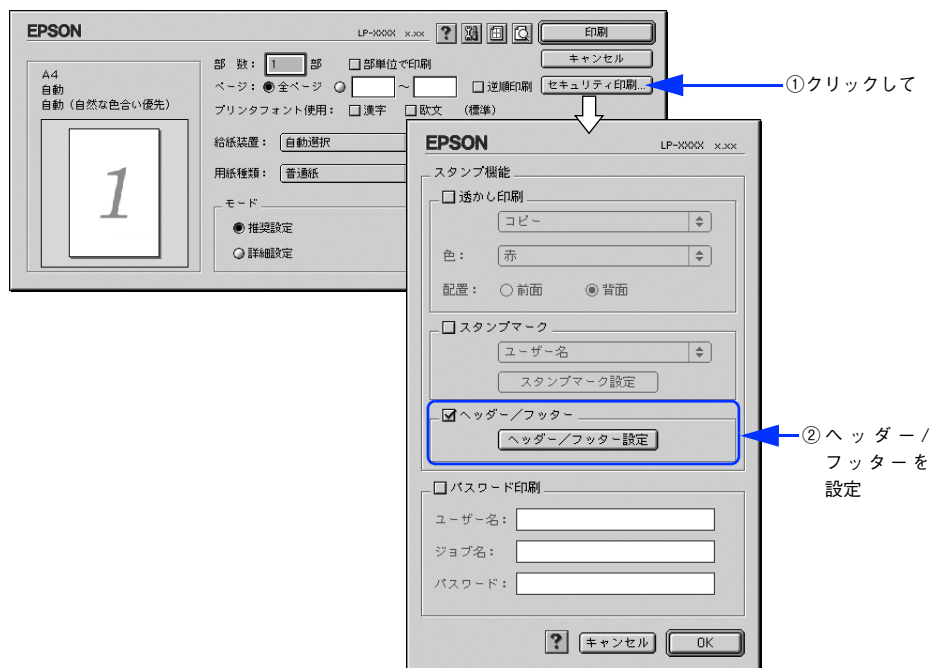 EPSON LP-XXXX x.xx 印刷
キャンセル
セキュリティ印刷...
A4
自動
自動（自然な色合い優先）
1
部 数： 1 部 部単位で印刷
ページ： 全ページ ～ 逆順印刷
プリンタフォント使用： 漢字 欧文 （標準）
給紙装置： 自動選択
用紙種類： 普通紙
モード
推奨設定
詳細設定
①クリックして
EPSON LP-XXXX x.xx
スタンプ機能
透かし印刷
コピー
色： 赤
配置： 前面 背面
スタンプマーク
ユーザー名
スタンプマーク設定
ヘッダー／フッター
ヘッダー／フッター設定
②ヘッダー/
フッターを
設定
パスワード印刷
ユーザー名：
ジョブ名：
パスワード：
? キャンセル OK